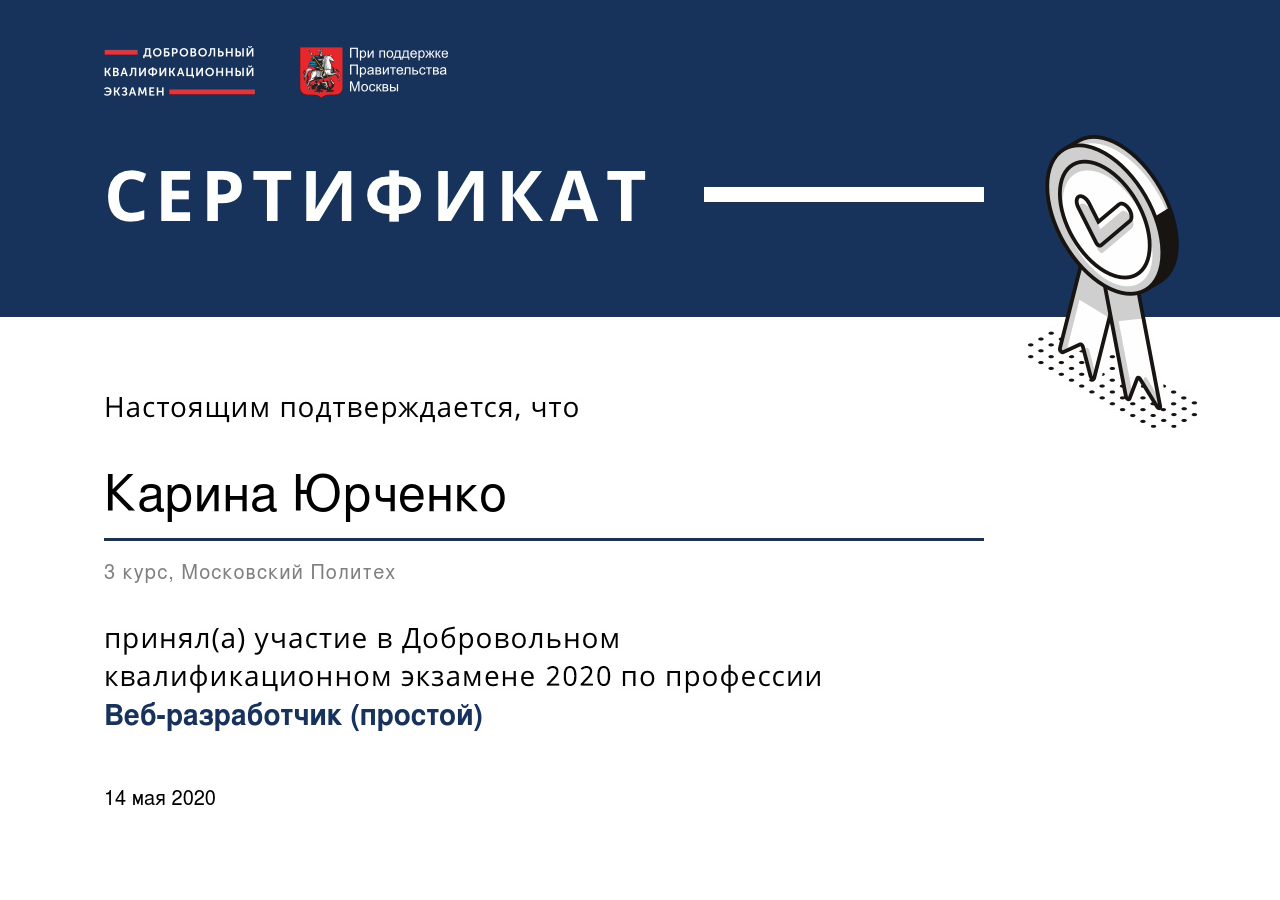 ДОБРОВОЛЬНЫЙ
КВАЛИФИКАЦИОННЫЙ
ЭКЗАМЕН
При поддержке
Правительства
Москвы
СЕРТИФИКАТ
Настоящим подтверждается, что
Карина Юрченко
3 курс, Московский Политех
принял(а) участие в Добровольном
квалификационном экзамене 2020 по профессии
Веб-разработчик (простой)
14 мая 2020